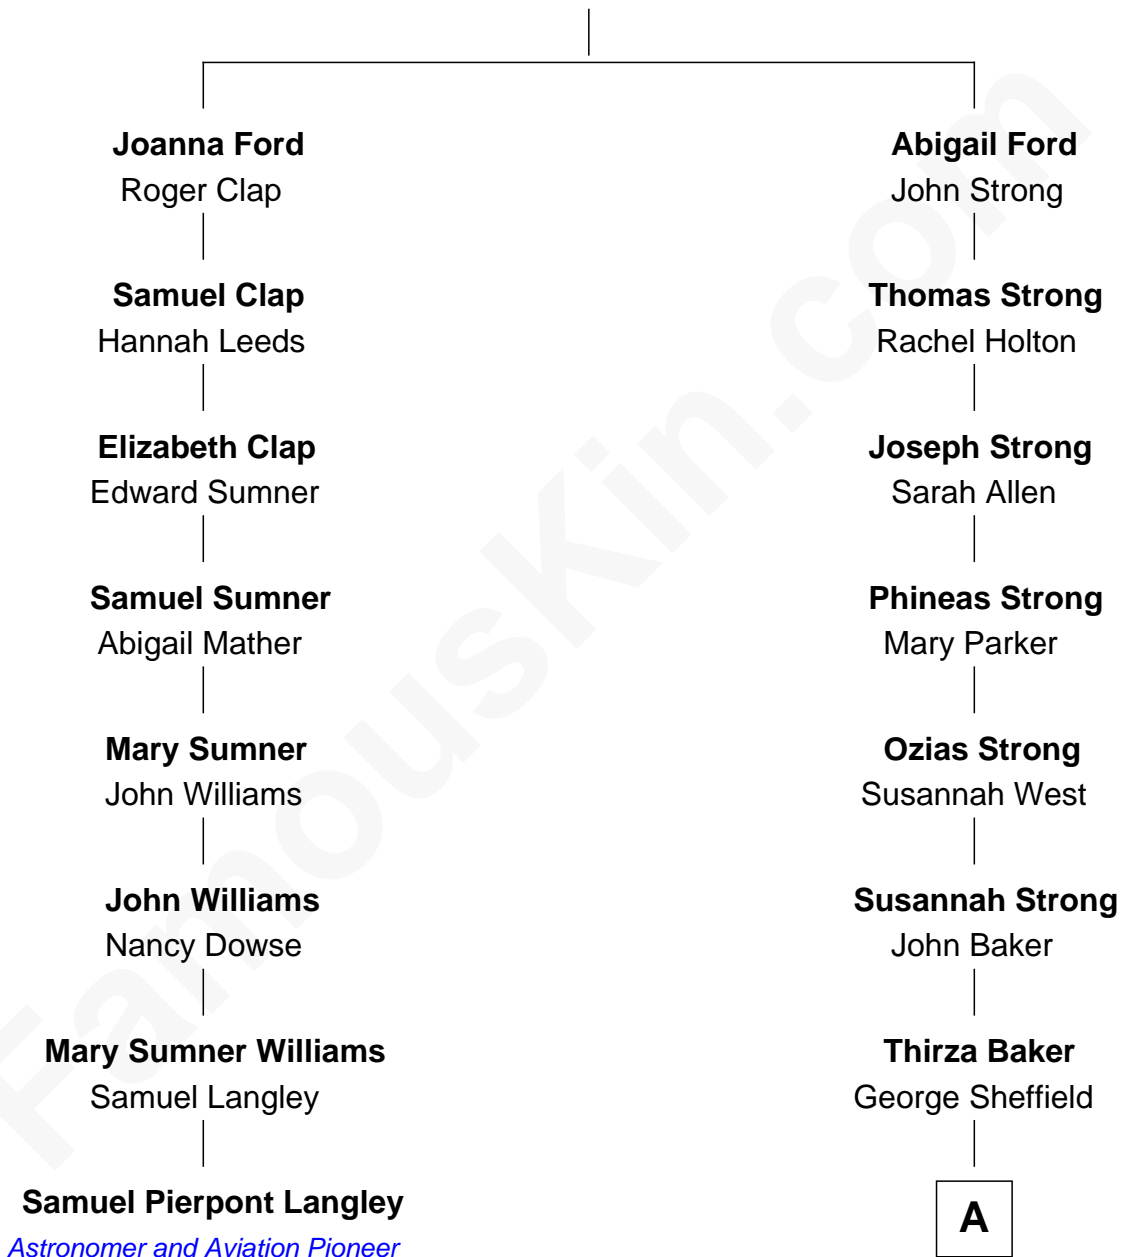 Joanna Ford
Roger Clap
Samuel Clap
Hannah Leeds
Elizabeth Clap
Edward Sumner
Samuel Sumner
Abigail Mather
Mary Sumner
John Williams
John Williams
Nancy Dowse
Mary Sumner Williams
Samuel Langley
Samuel Pierpont Langley
Astronomer and Aviation Pioneer
Abigail Ford
John Strong
Thomas Strong
Rachel Holton
Joseph Strong
Sarah Allen
Phineas Strong
Mary Parker
Ozias Strong
Susannah West
Susannah Strong
John Baker
Thirza Baker
George Sheffield
A
FamousKin.com